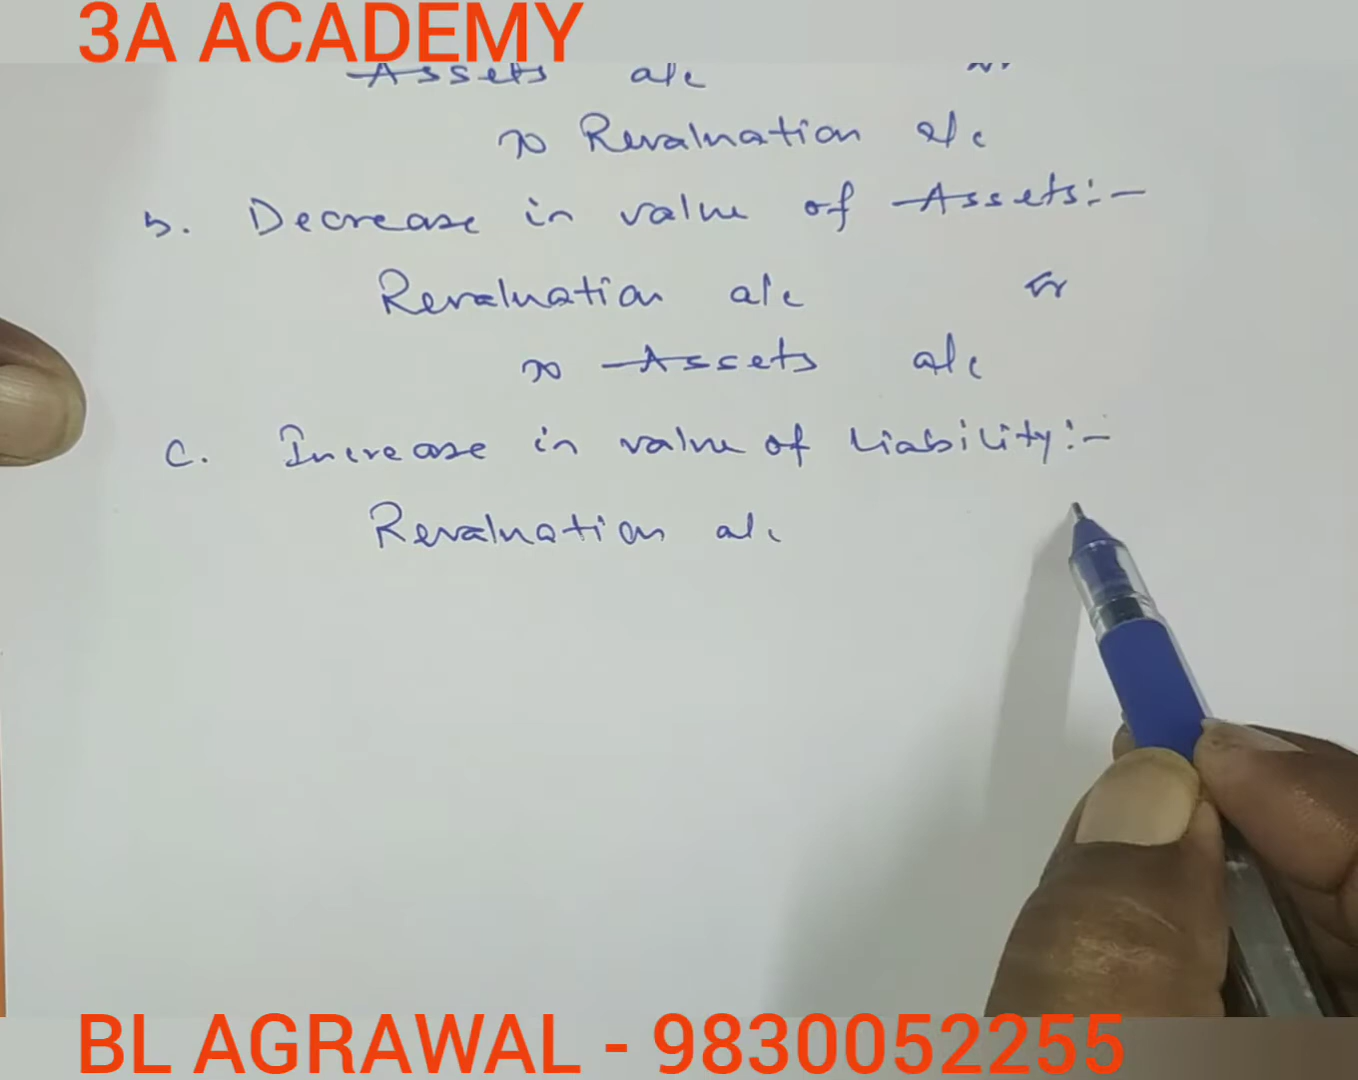 3A ACADEMY
Assets a/c Dr
To Revaluation a/c
b. Decrease in value of Assets:-
Revaluation a/c Dr
To Assets a/c
c. Increase in value of Liability:-
Revaluation a/c
BL AGRAWAL - 9830052255